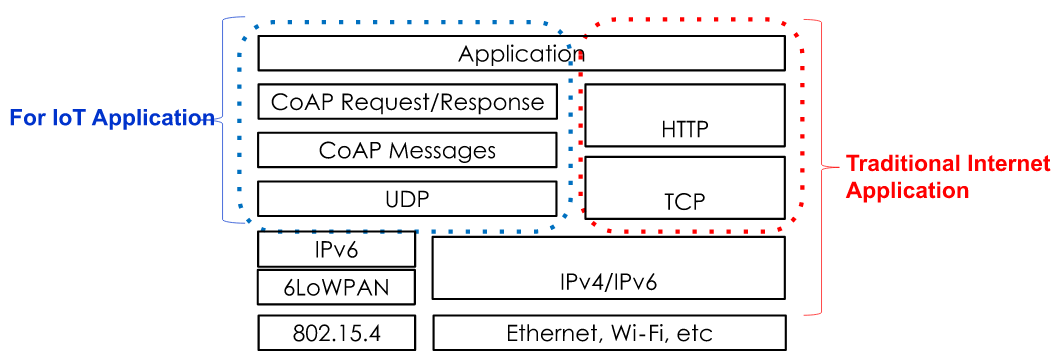 Application
CoAP Request/Response
For IoT Application
HTTP
CoAP Messages
Traditional Internet
Application
UDP
TCP
IPv6
IPv4/IPv6
6LoWPAN
802.15.4
Ethernet, Wi-Fi, etc